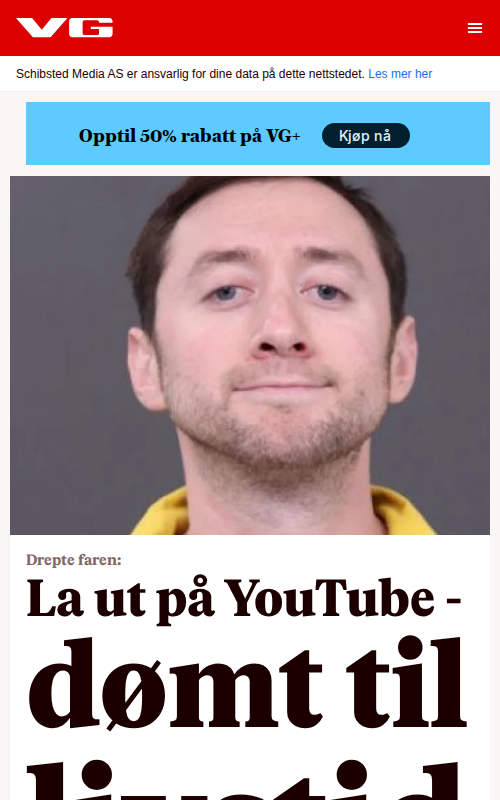 VG
Schibsted Media AS er ansvarlig for dine data på dette nettstedet. Les mer her
Opptil 50% rabatt på VG+ Kjøp nå
Drepte faren:
La ut på YouTube -
dømt til